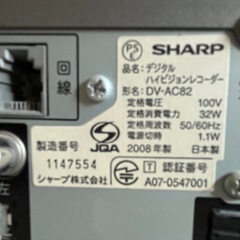 回線
PS
E
SHARP
品名：デジタル
ハイビジョンレコーダー
形名：DV-AC82
定格電圧 100V
定格消費電力 32W
定格周波数 50/60Hz
電源切時 1.1W
2008年 日本製
JQA
製造番号
1147554
シャープ株式会社
T 認証番号
A07-0547001
左